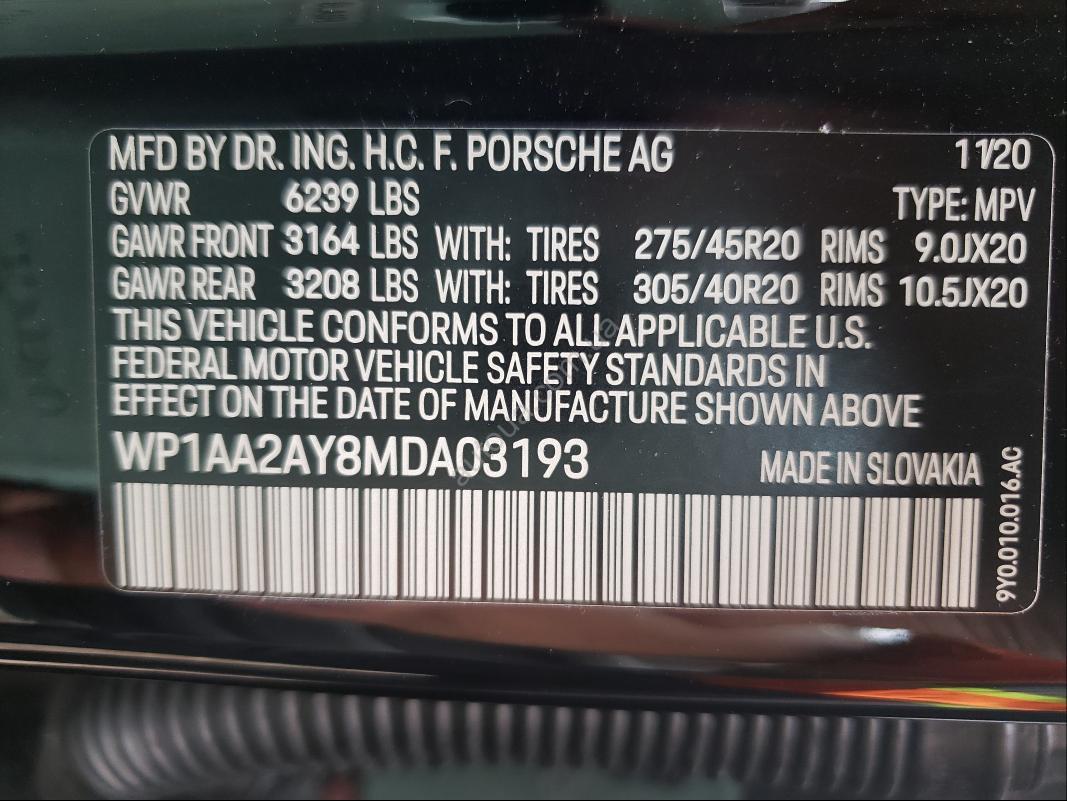 MFD BY DR. ING. H.C. F. PORSCHE AG 11/20
GVWR 6239 LBS TYPE: MPV
GAWR FRONT 3164 LBS WITH: TIRES 275/45R20 RIMS 9.0JX20
GAWR REAR 3208 LBS WITH: TIRES 305/40R20 RIMS 10.5JX20
THIS VEHICLE CONFORMS TO ALL APPLICABLE U.S.
FEDERAL MOTOR VEHICLE SAFETY STANDARDS IN
EFFECT ON THE DATE OF MANUFACTURE SHOWN ABOVE
WP1AA2AY8MDA03193 MADE IN SLOVAKIA
9Y0.010.016.AC